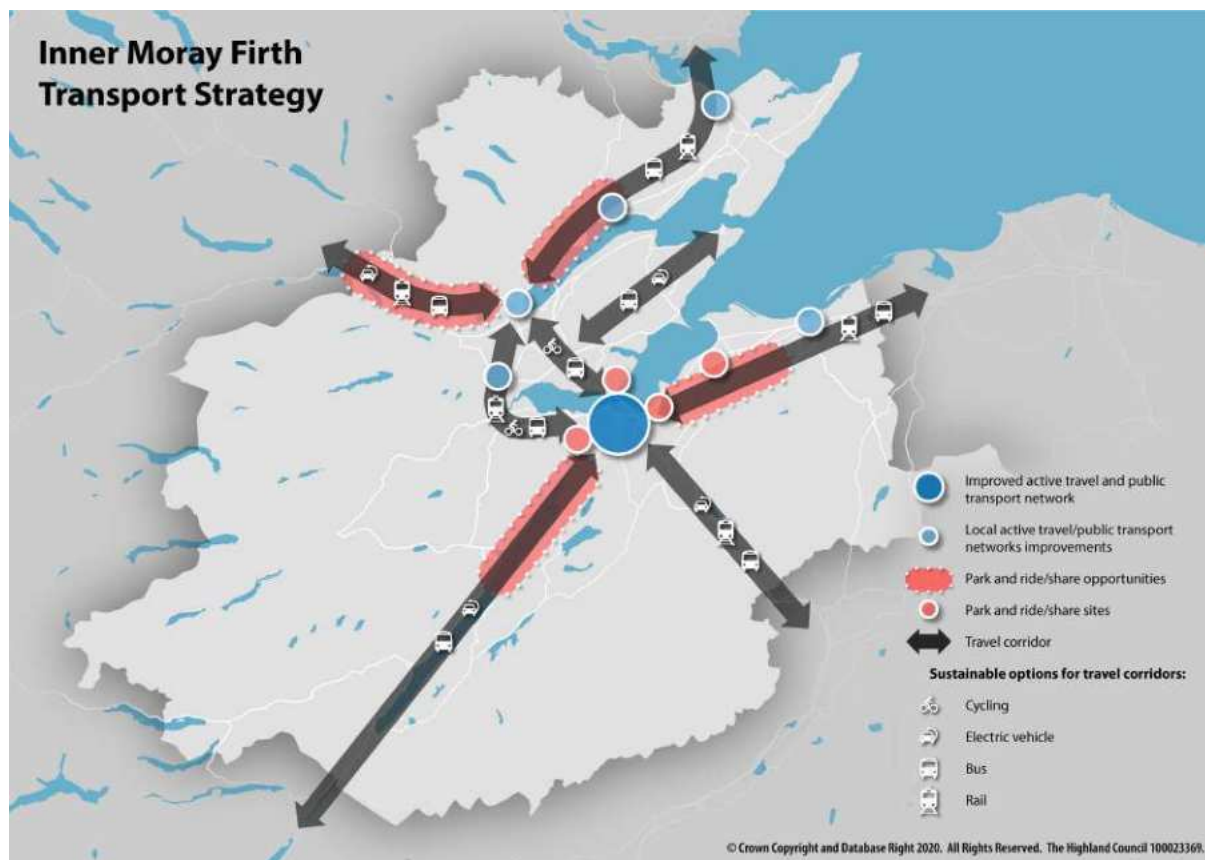 Inner Moray Firth
Transport Strategy
Improved active travel and public
transport network
Local active travel/public transport
networks improvements
Park and ride/share opportunities
Park and ride/share sites
Travel corridor
Sustainable options for travel corridors:
Cycling
Electric vehicle
Bus
Rail
© Crown Copyright and Database Right 2020. All Rights Reserved. The Highland Council 100023369.